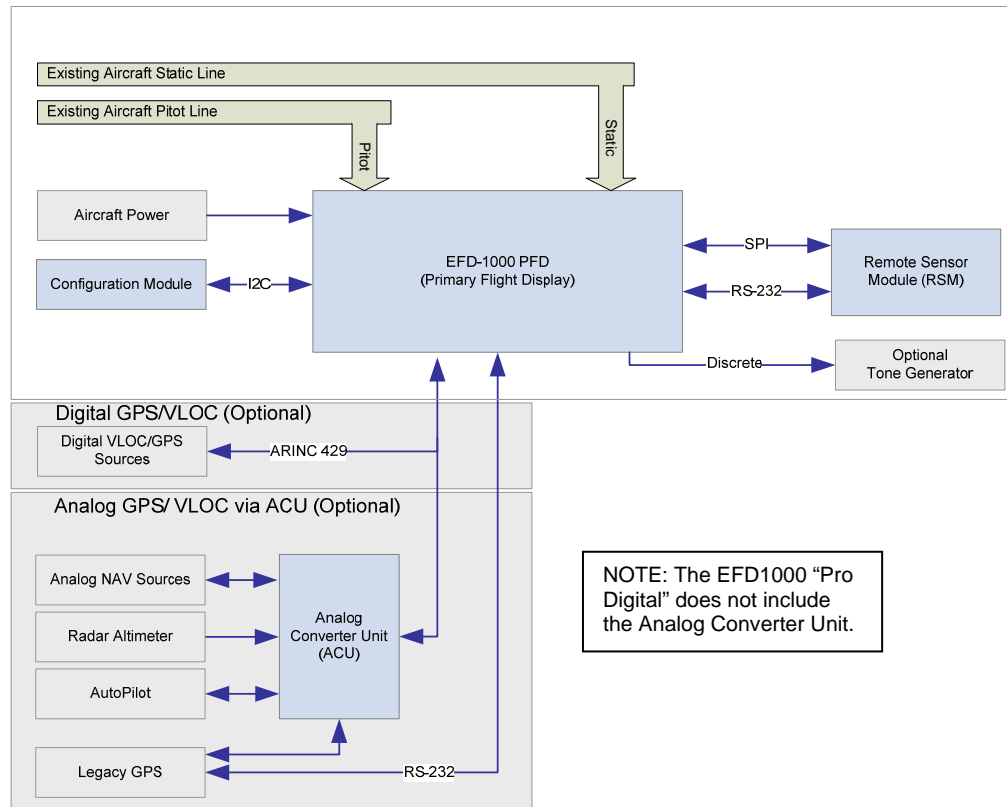 Existing Aircraft Static Line
Existing Aircraft Pitot Line
Pitot
Static
Aircraft Power
Configuration Module
I2C
EFD-1000 PFD
(Primary Flight Display)
SPI
RS-232
Remote Sensor
Module (RSM)
Discrete
Optional
Tone Generator
Digital GPS/VLOC (Optional)
Digital VLOC/GPS
Sources
ARINC 429
Analog GPS/ VLOC via ACU (Optional)
Analog NAV Sources
Radar Altimeter
AutoPilot
Legacy GPS
Analog
Converter Unit
(ACU)
RS-232
NOTE: The EFD1000 “Pro
Digital” does not include
the Analog Converter Unit.